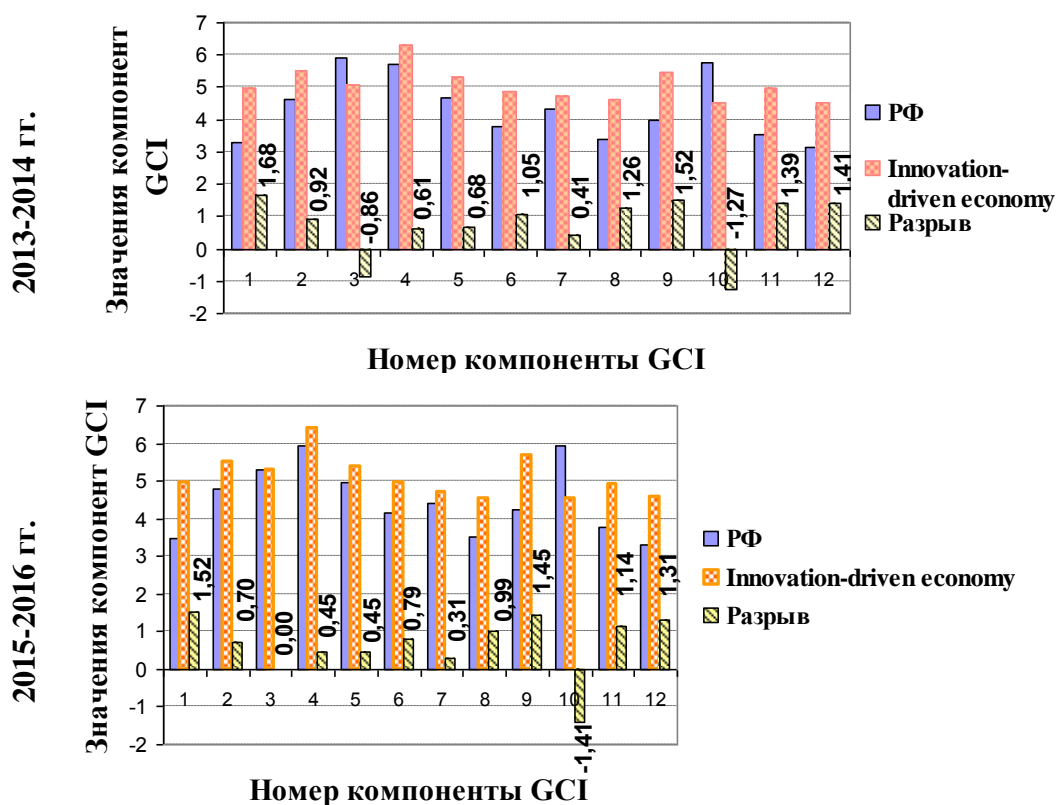 2013-2014 гг.
Значения компонент
GCI
7
6
5
4
3
2
1
0
-1
-2
1,68
0,92
-0,86
0,61
0,68
1,05
0,41
1,26
1,52
-1,27
1,39
1.41
1 2 3 4 5 6 7 8 9 10 11 12
Номер компоненты GCI
РФ
Innovation-
driven economy
Разрыв
2015-2016 гг.
Значения компонент GCI
7
6
5
4
3
2
1
0
-1
-2
1,52
0,70
0,00
0,45
0,45
0,79
0,31
0,99
1,45
-1,41
1,14
1,31
1 2 3 4 5 6 7 8 9 10 11 12
Номер компоненты GCI
РФ
Innovation-driven economy
Разрыв